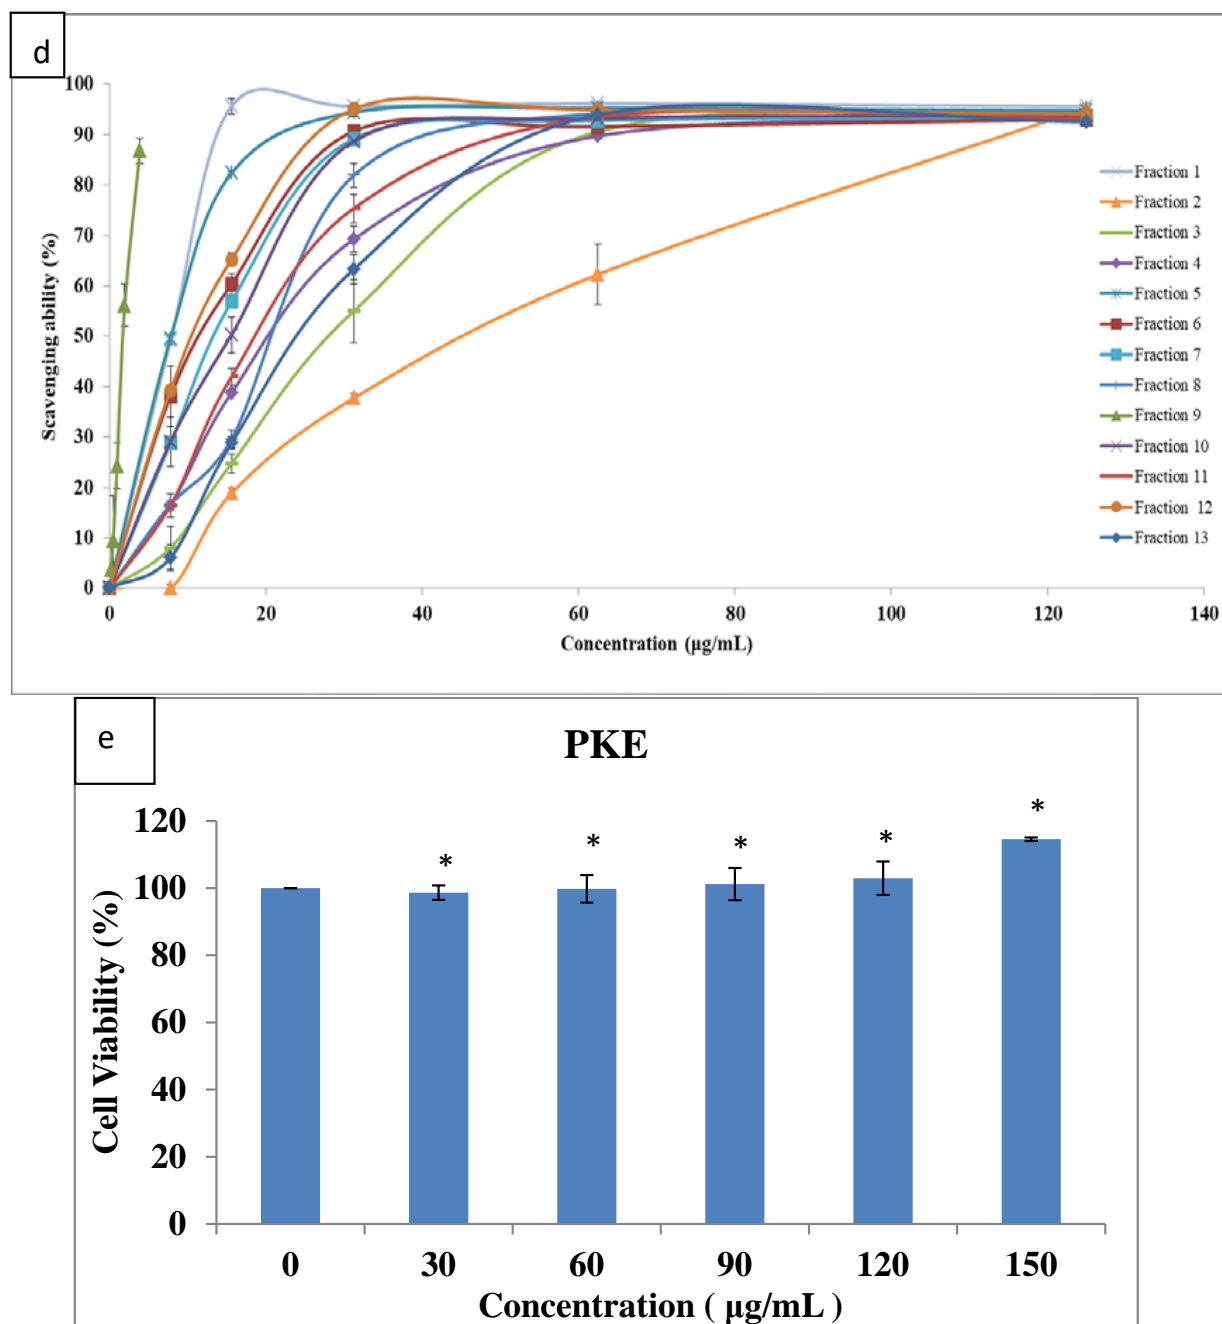 d
100
90
80
70
60
50
40
30
20
10
0
Scavenging ability (%)
0 20 40 60 80 100 120 140
Concentration (µg/mL)
Fraction 1
Fraction 2
Fraction 3
Fraction 4
Fraction 5
Fraction 6
Fraction 7
Fraction 8
Fraction 9
Fraction 10
Fraction 11
Fraction 12
Fraction 13
e
PKE
120
100
80
60
40
20
0
Cell Viability (%)
* * * * *
0 30 60 90 120 150
Concentration ( µg/mL )